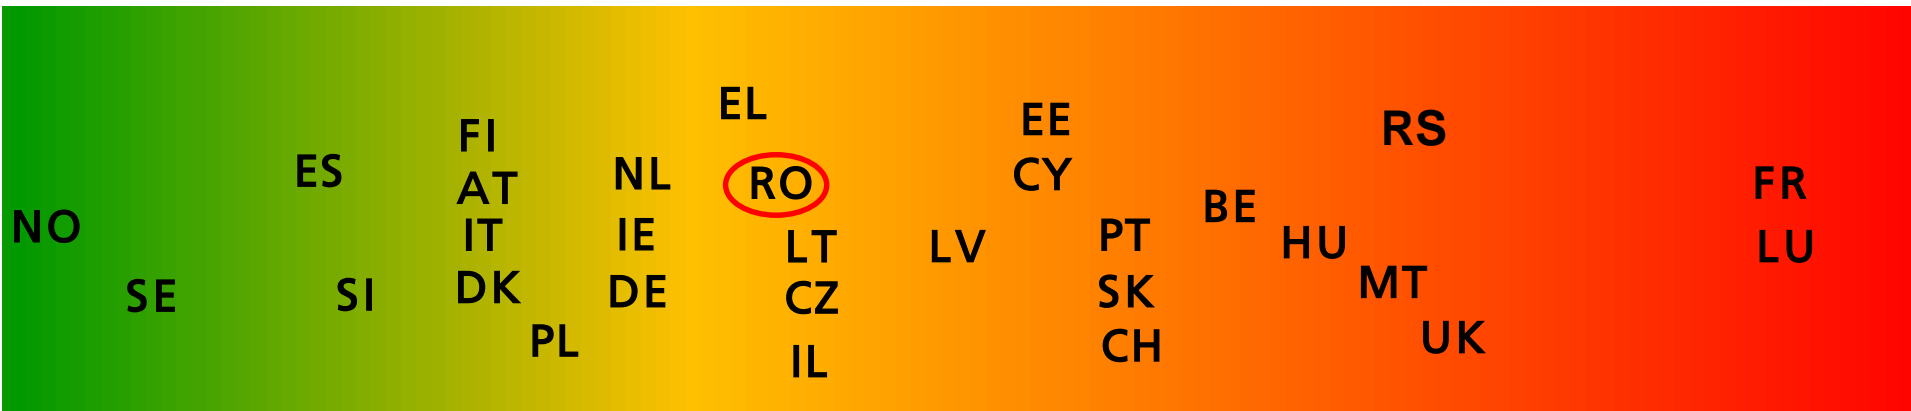 NO
SE
ES
SI
FI
AT
IT
DK
PL
NL
IE
DE
EL
RO
LT
CZ
IL
LV
EE
CY
PT
SK
CH
BE
HU
RS
MT
UK
FR
LU